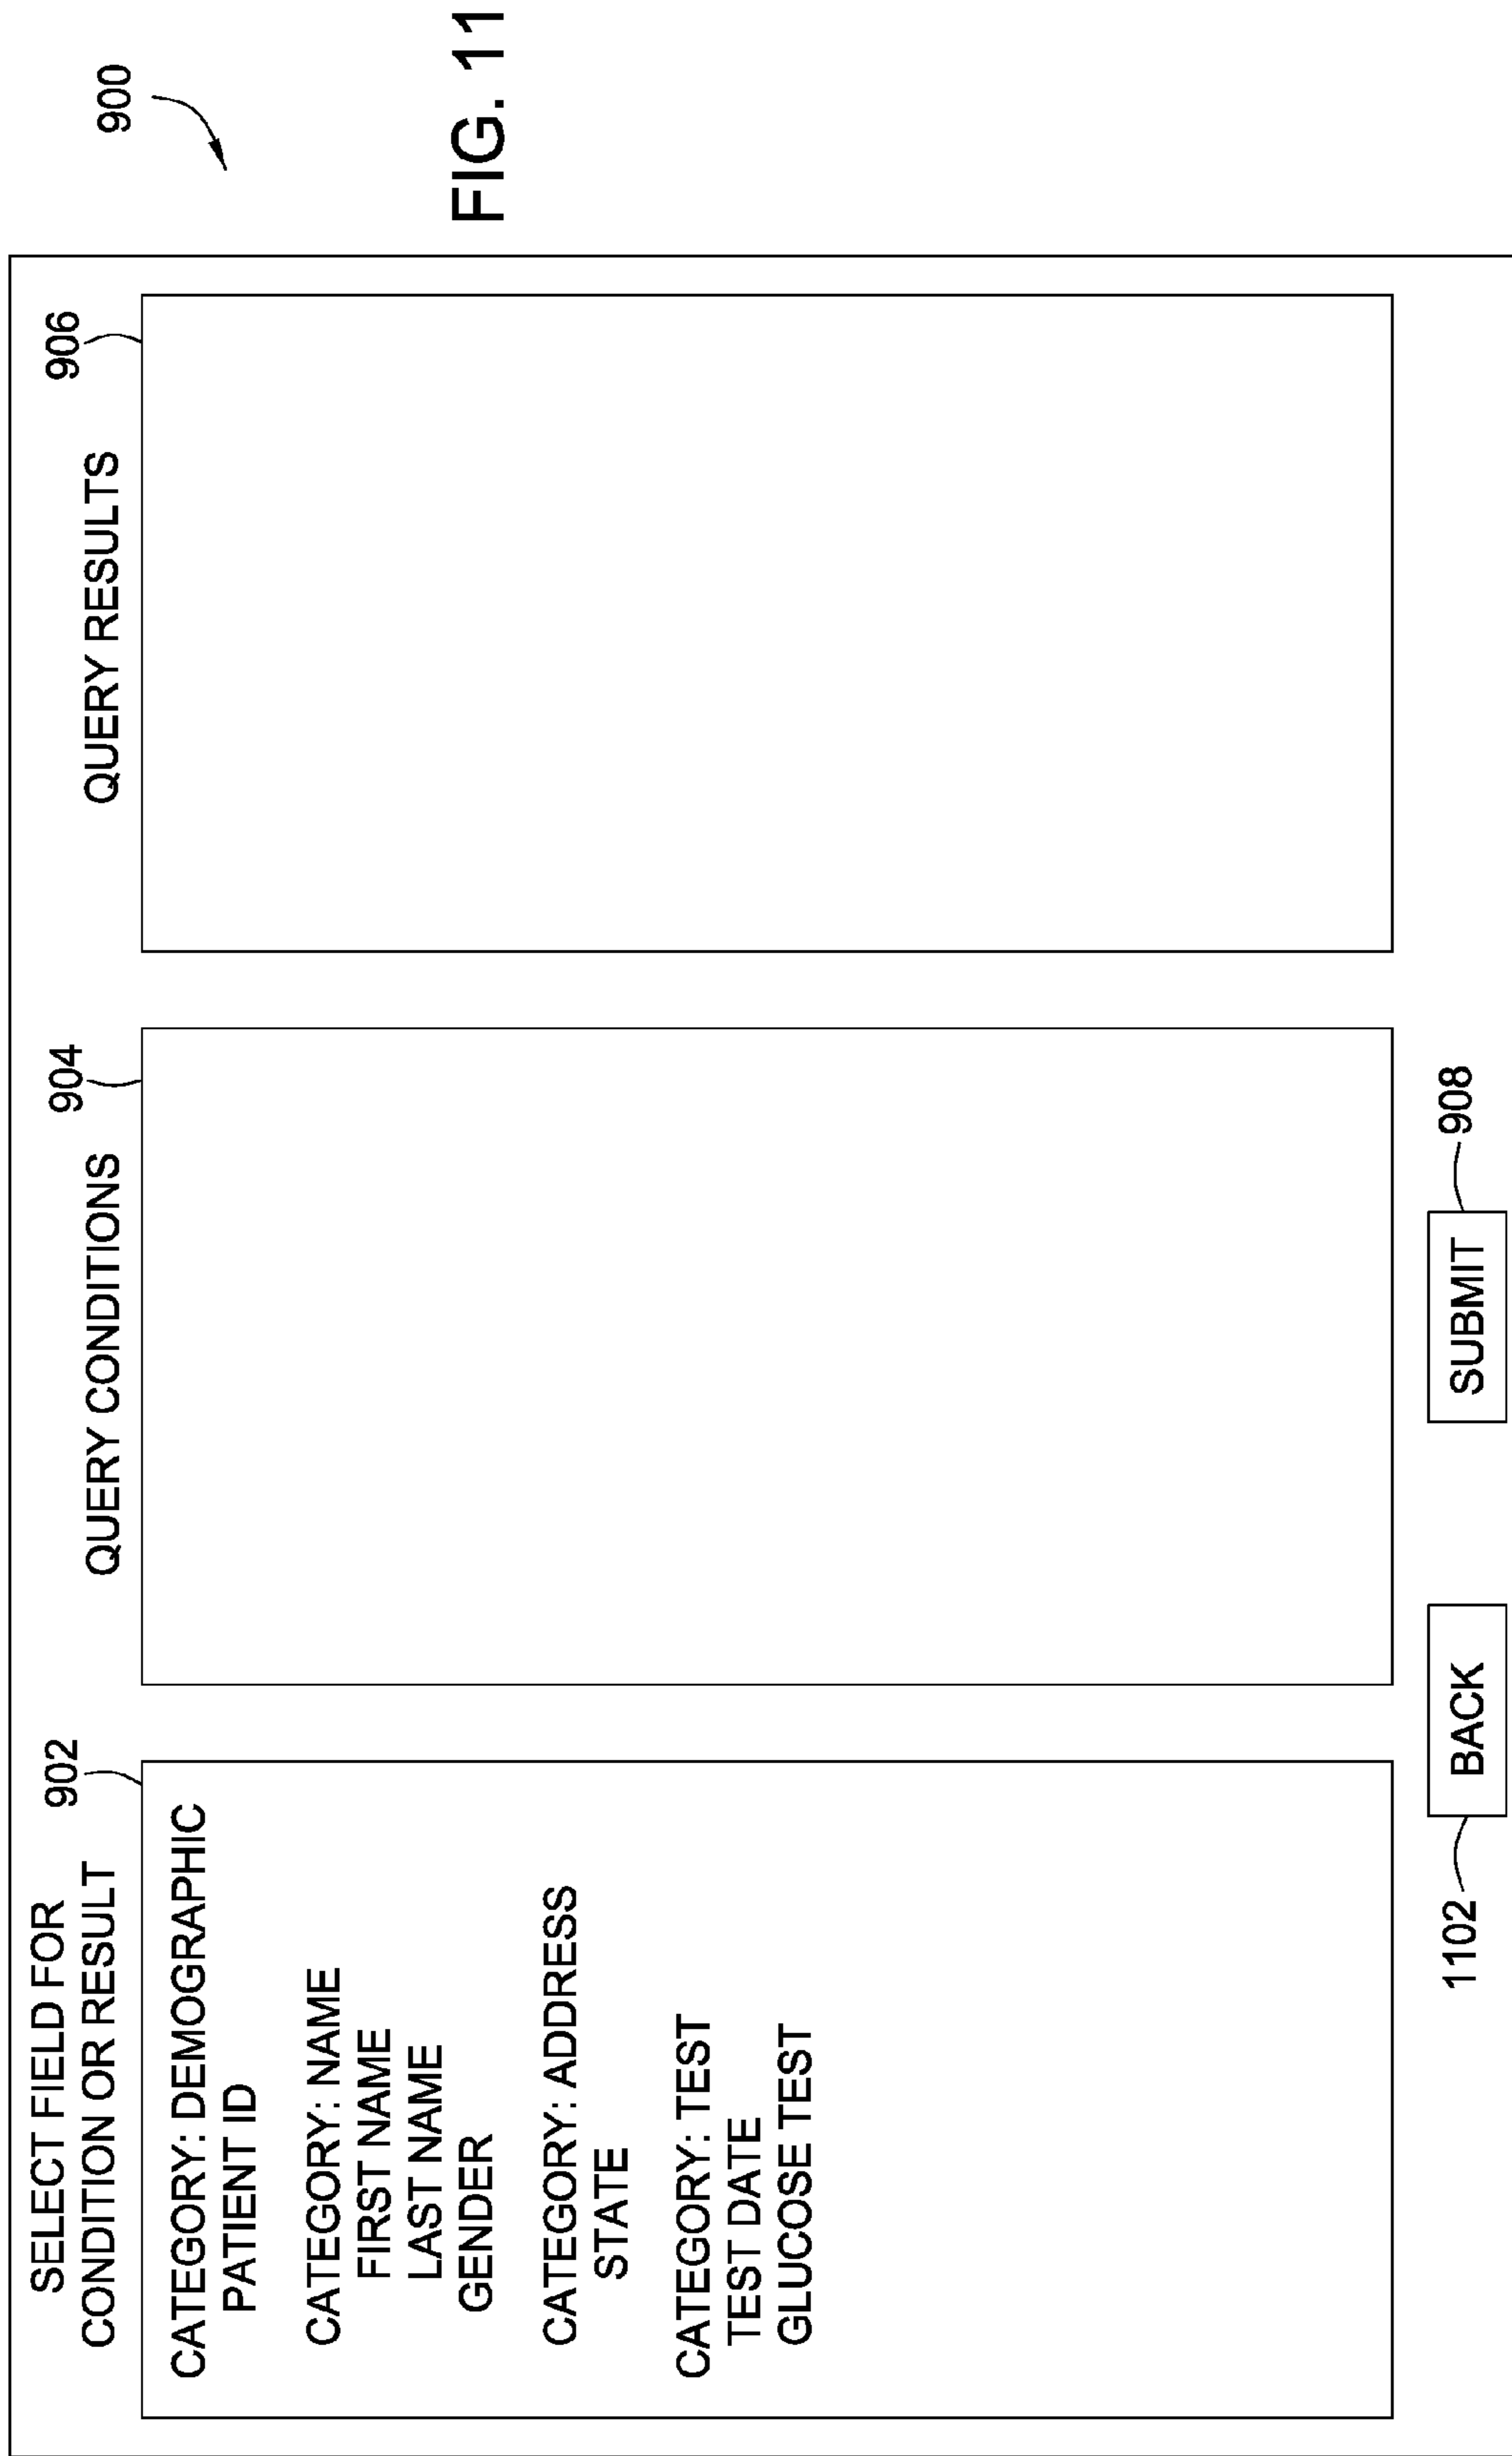 900
SELECT FIELD FOR
CONDITION OR RESULT
902
QUERY CONDITIONS
904
QUERY RESULTS
906
CATEGORY: DEMOGRAPHIC
PATIENT ID
CATEGORY: NAME
FIRST NAME
LAST NAME
GENDER
CATEGORY: ADDRESS
STATE
CATEGORY: TEST
TEST DATE
GLUCOSE TEST
1102
BACK
SUBMIT
908
FIG. 11